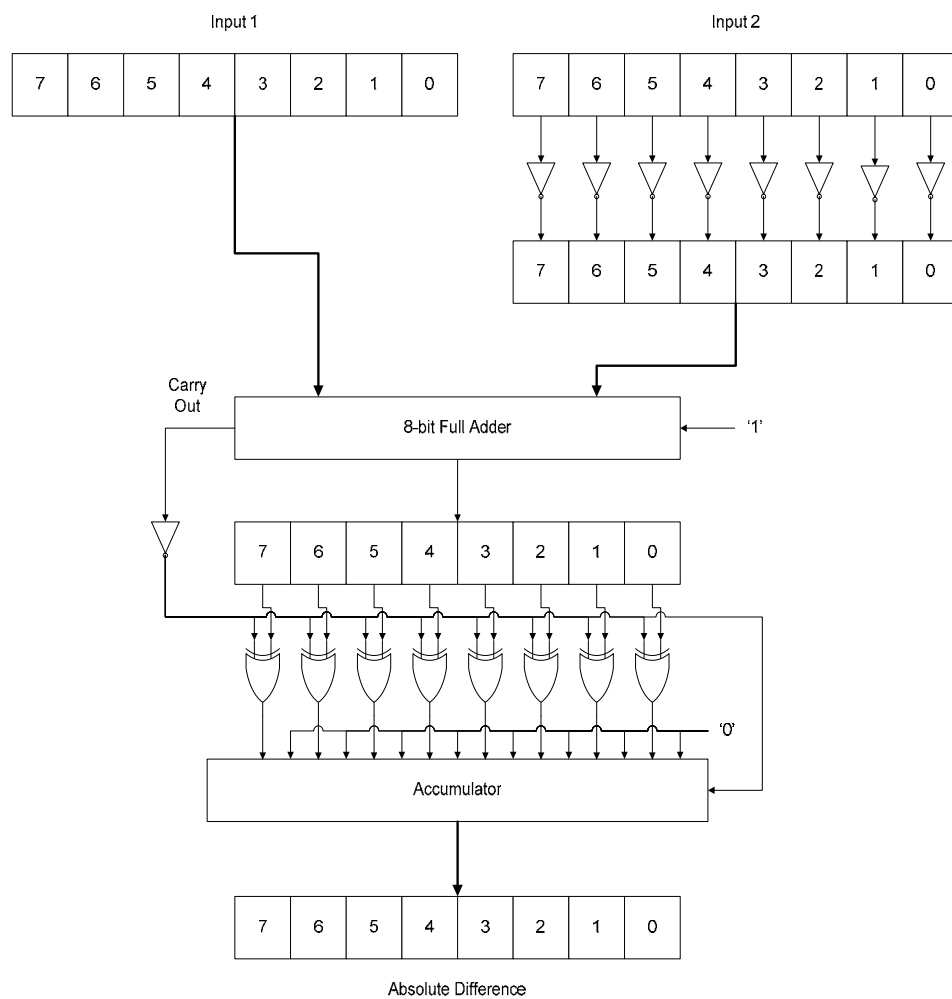 Input 1
Input 2
7 6 5 4 3 2 1 0
7 6 5 4 3 2 1 0
7 6 5 4 3 2 1 0
Carry
Out
8-bit Full Adder
'1'
7 6 5 4 3 2 1 0
'0'
Accumulator
7 6 5 4 3 2 1 0
Absolute Difference